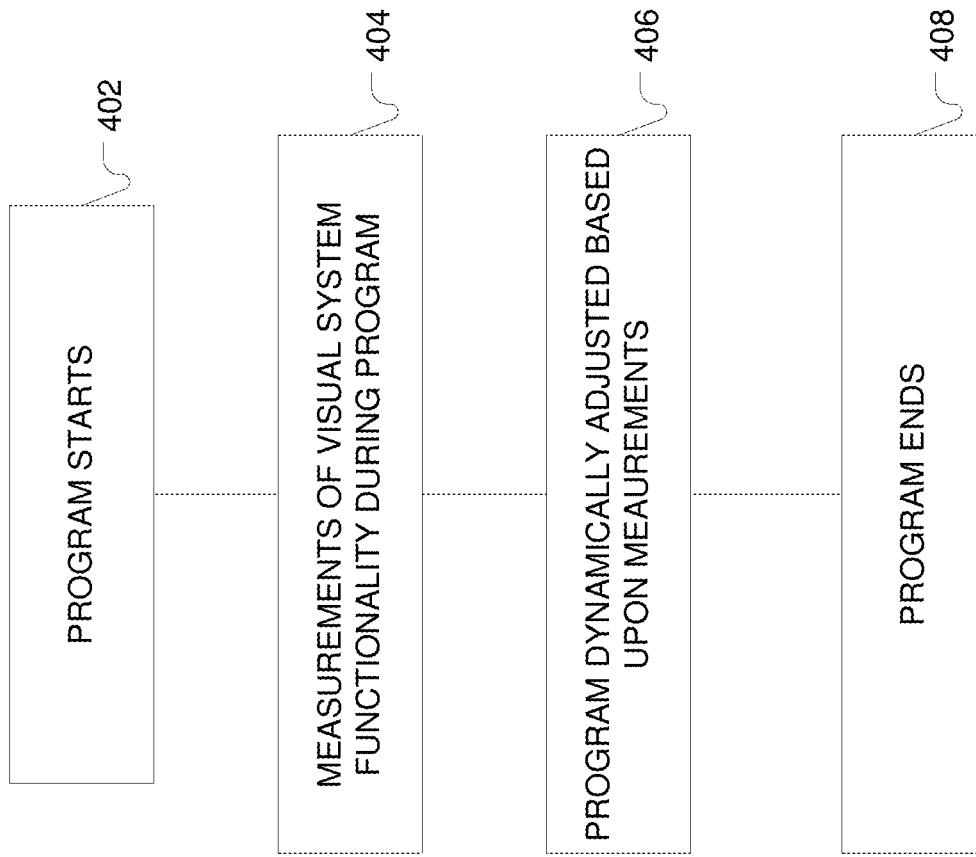 PROGRAM STARTS
402
MEASUREMENTS OF VISUAL SYSTEM
FUNCTIONALITY DURING PROGRAM
404
PROGRAM DYNAMICALLY ADJUSTED BASED
UPON MEAUREMENTS
406
PROGRAM ENDS
408